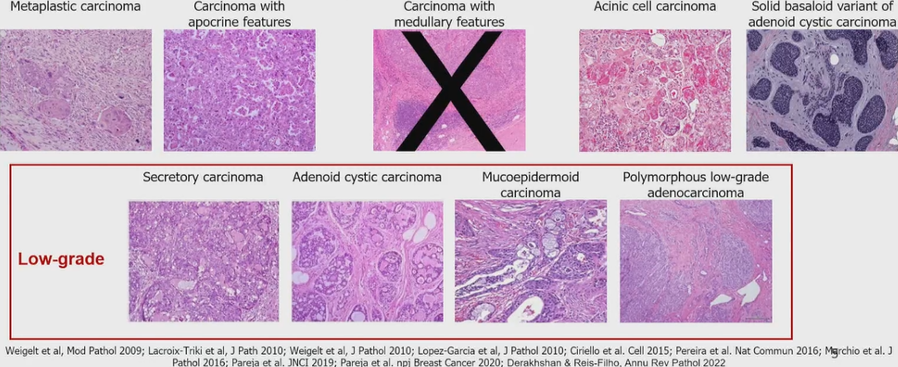 Metaplastic carcinoma
Carcinoma with
apocrine features
Carcinoma with
medullary features
Acinic cell carcinoma
Solid basaloid variant of
adenoid cystic carcinoma
Low-grade
Secretory carcinoma
Adenoid cystic carcinoma
Mucoepidermoid
carcinoma
Polymorphous low-grade
adenocarcinoma
Weigelt et al, Mod Pathol 2009; Lacroix-Triki et al, J Path 2010; Weigelt et al, J Pathol 2010; Lopez-Garcia et al, J Pathol 2010; Ciriello et al. Cell 2015; Pereira et al. Nat Commun 2016; Marchio et al. J
Pathol 2016; Pareja et al. JNCI 2019; Pareja et al. npj Breast Cancer 2020; Derakhshan & Reis-Filho, Annu Rev Pathol 2022
5